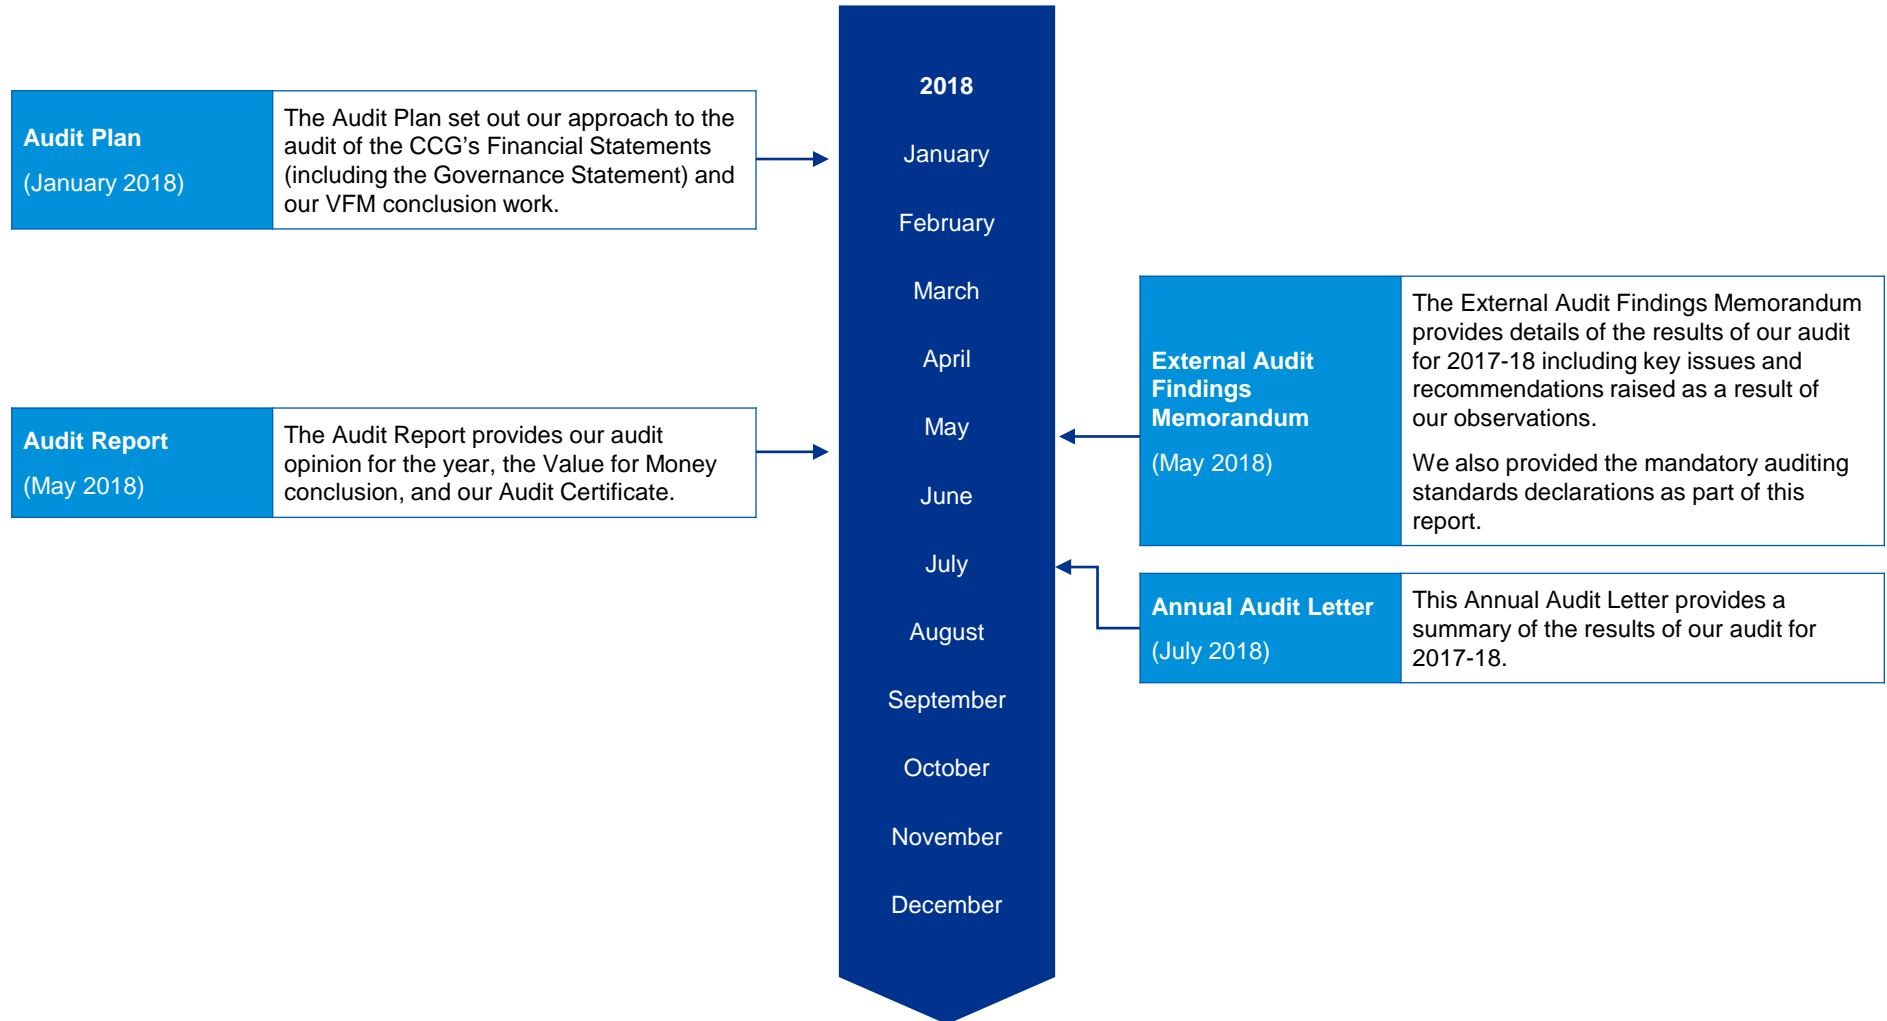 Audit Plan
(January 2018)
The Audit Plan set out our approach to the
audit of the CCG’s Financial Statements
(including the Governance Statement) and
our VFM conclusion work.
Audit Report
(May 2018)
The Audit Report provides our audit
opinion for the year, the Value for Money
conclusion, and our Audit Certificate.
2018
January
February
March
April
May
June
July
August
September
October
November
December
External Audit
Findings
Memorandum
(May 2018)
The External Audit Findings Memorandum
provides details of the results of our audit
for 2017-18 including key issues and
recommendations raised as a result of
our observations.
We also provided the mandatory auditing
standards declarations as part of this
report.
Annual Audit Letter
(July 2018)
This Annual Audit Letter provides a
summary of the results of our audit for
2017-18.